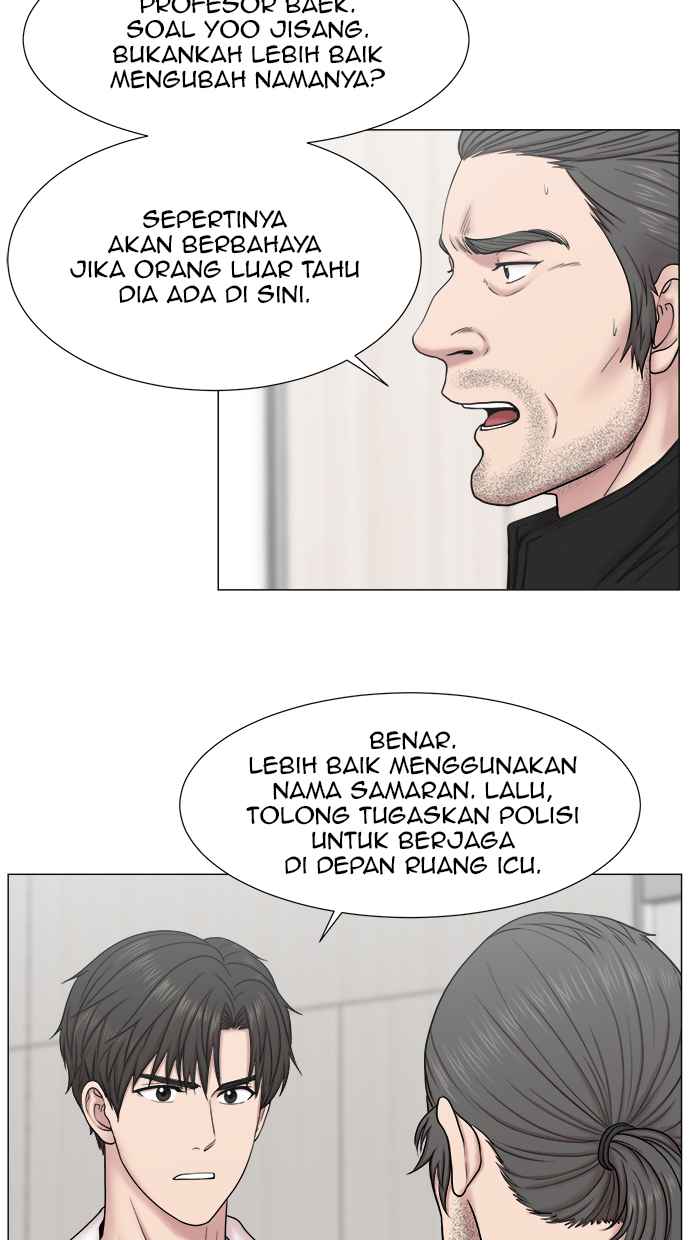 PROFESOR BAEK.
SOAL YOO JISANG.
BUKANKAH LEBIH BAIK
MENGUBAH NAMANYA?
SEPERTINYA
AKAN BERBAHAYA
JIKA ORANG LUAR TAHU
DIA ADA DI SINI.
BENAR.
LEBIH BAIK MENGGUNAKAN
NAMA SAMARAN. LALU,
TOLONG TUGASKAN POLISI
UNTUK BERJAGA
DI DEPAN RUANG ICU.